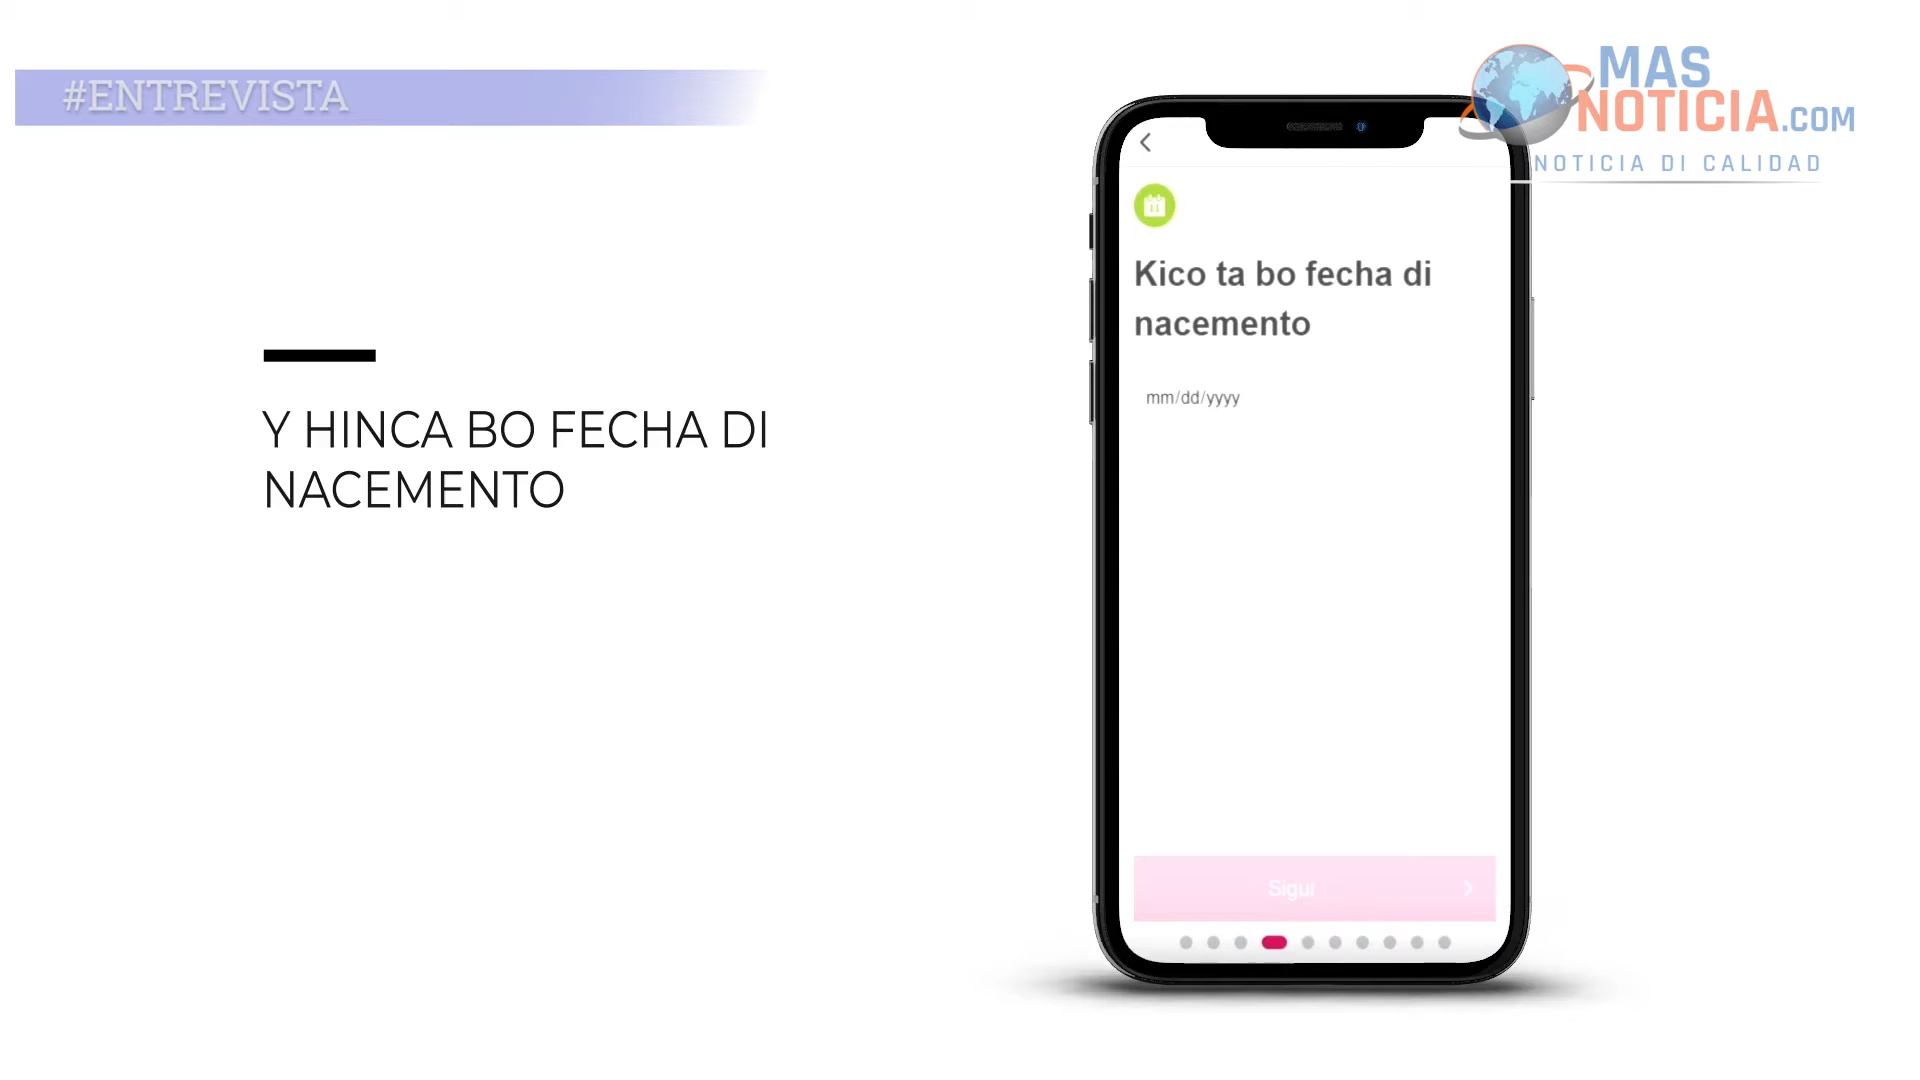 #ENTREVISTA
MAS
NOTICIA.COM
NOTICIA DI CALIDAD
Y HINCA BO FECHA DI
NACEMENTO
Kico ta bo fecha di
nacemento
mm/dd/yyyy
Sigui